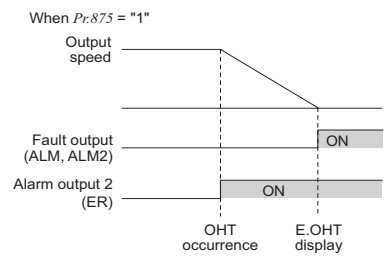 When Pr.875 = "1"
Output
speed
Fault output
(ALM, ALM2)
ON
Alarm output 2
(ER)
ON
OHT
occurrence
E.OHT
display